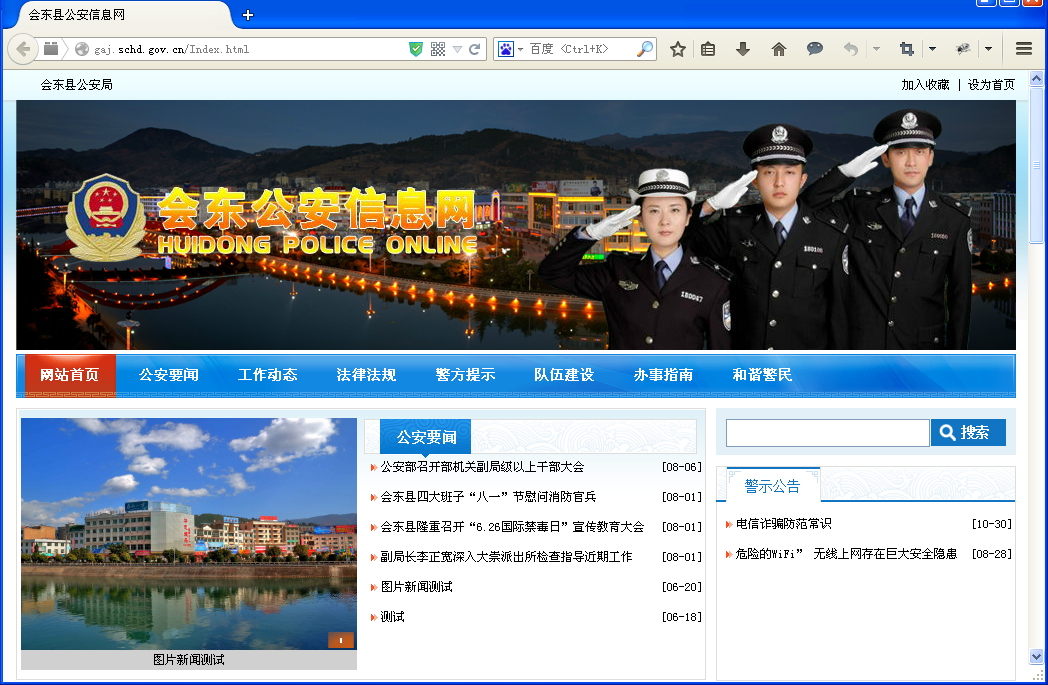 会东县公安信息网
gaj.schd.gov.cn/Index.html
百度 <Ctrl+K>
会东县公安局
加入收藏 | 设为首页
会东公安信息网
HUIDONG POLICE ONLINE
网站首页 公安要闻 工作动态 法律法规 警方提示 队伍建设 办事指南 和谐警民
公安要闻
公安部召开部机关副局级以上干部大会 [08-06]
会东县四大班子“八一”节慰问消防官兵 [08-01]
会东县隆重召开“6.26国际禁毒日”宣传教育大会 [08-01]
副局长李正宽深入大崇派出所检查指导近期工作 [08-01]
图片新闻测试 [06-20]
测试 [06-18]
1
图片新闻测试
搜索
警示公告
电信诈骗防范常识 [10-30]
危险的WiFi” 无线上网存在巨大安全隐患 [08-28]